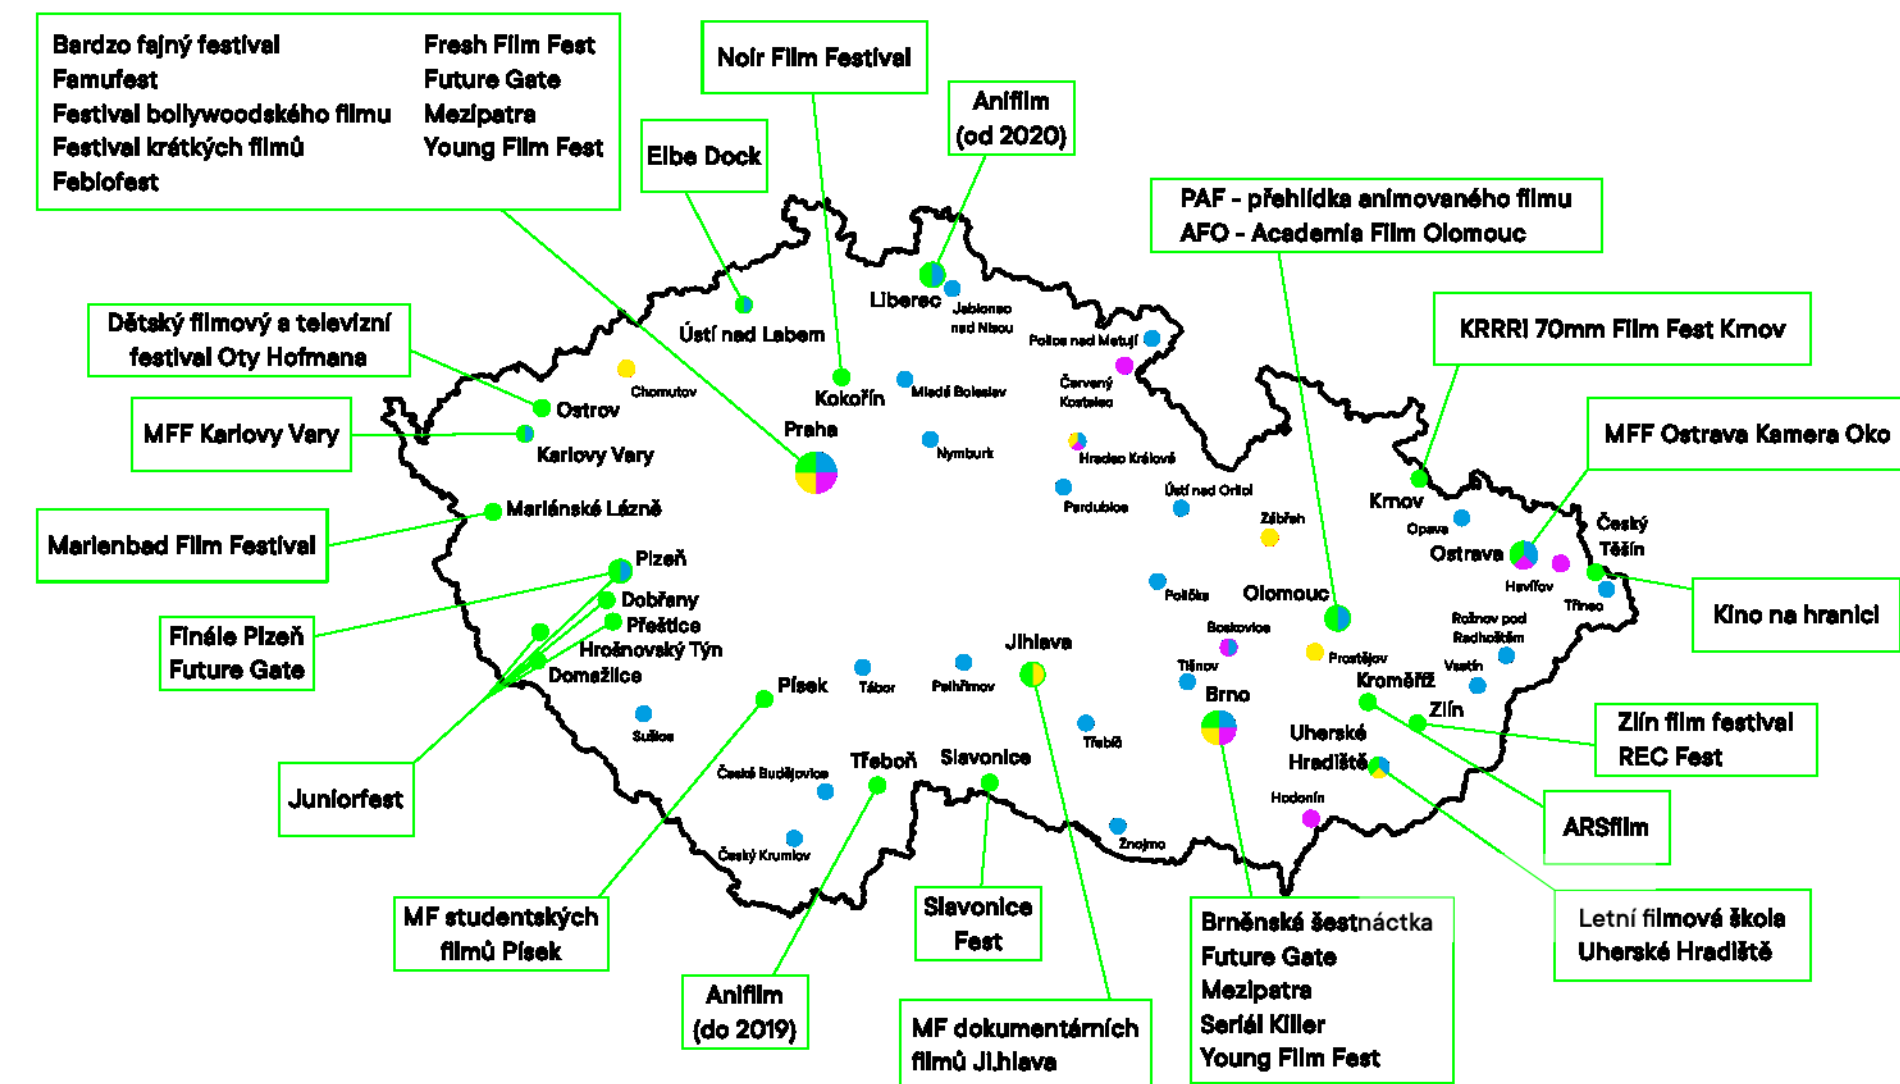 Bardzo fajný festival
Famufest
Festival bollywoodského filmu
Festival krátkých filmů
Febiofest
Fresh Film Fest
Future Gate
Mezipatra
Young Film Fest
Noir Film Festival
Anifilm
(od 2020)
Elbe Dock
PAF - přehlídka animovaného filmu
AFO - Academia Film Olomouc
Dětský filmový a televizní
festival Oty Hofmana
KRRR! 70mm Film Fest Krnov
MFF Karlovy Vary
MFF Ostrava Kamera Oko
Marienbad Film Festival
Finále Plzeň
Future Gate
Kino na hranici
Juniorfest
Zlín film festival
REC Fest
ARSfilm
MF studentských
filmů Písek
Anifilm
(do 2019)
Slavonice
Fest
MF dokumentárních
filmů Ji.hlava
Brněnská šestnáctka
Future Gate
Mezipatra
Seriál Killer
Young Film Fest
Letní filmová škola
Uherské Hradiště
Liberec
Jablonec
nad Nisou
Ústí nad Labem
Police nad Metují
Chomutov
Kokořín
Mladá Boleslav
Červený
Kostelec
Ostrov
Praha
Karlovy Vary
Nymburk
Hradec Králové
Mariánské Lázně
Pardubice
Ústí nad Orlicí
Zábřeh
Krnov
Opava
Ostrava
Český
Těšín
Havířov
Třinec
Plzeň
Dobřany
Přeštice
Hrošnovský Týn
Domažlice
Polička
Olomouc
Boskovice
Rožnov pod
Radhoštěm
Jihlava
Tišnov
Prostějov
Vsetín
Kroměříž
Písek
Tábor
Pelhřimov
Brno
Zlín
Sušice
Třebíč
Uherské
Hradiště
České Budějovice
Třeboň
Slavonice
Hodonín
Český Krumlov
Znojmo